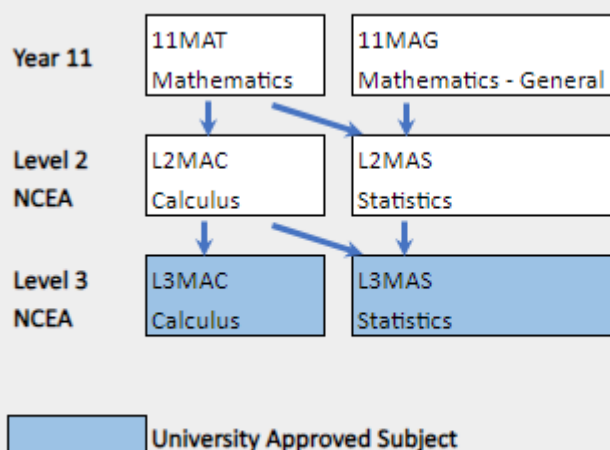 Year 11
11MAT
Mathematics
11MAG
Mathematics - General
Level 2
NCEA
L2MAC
Calculus
L2MAS
Statistics
Level 3
NCEA
L3MAC
Calculus
L3MAS
Statistics
University Approved Subject